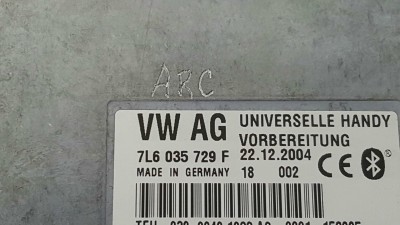 ARC
VW AG UNIVERSELLE HANDY
VORBEREITUNG
7L6 035 729 F 22.12.2004
MADE IN GERMANY 18 002 CE